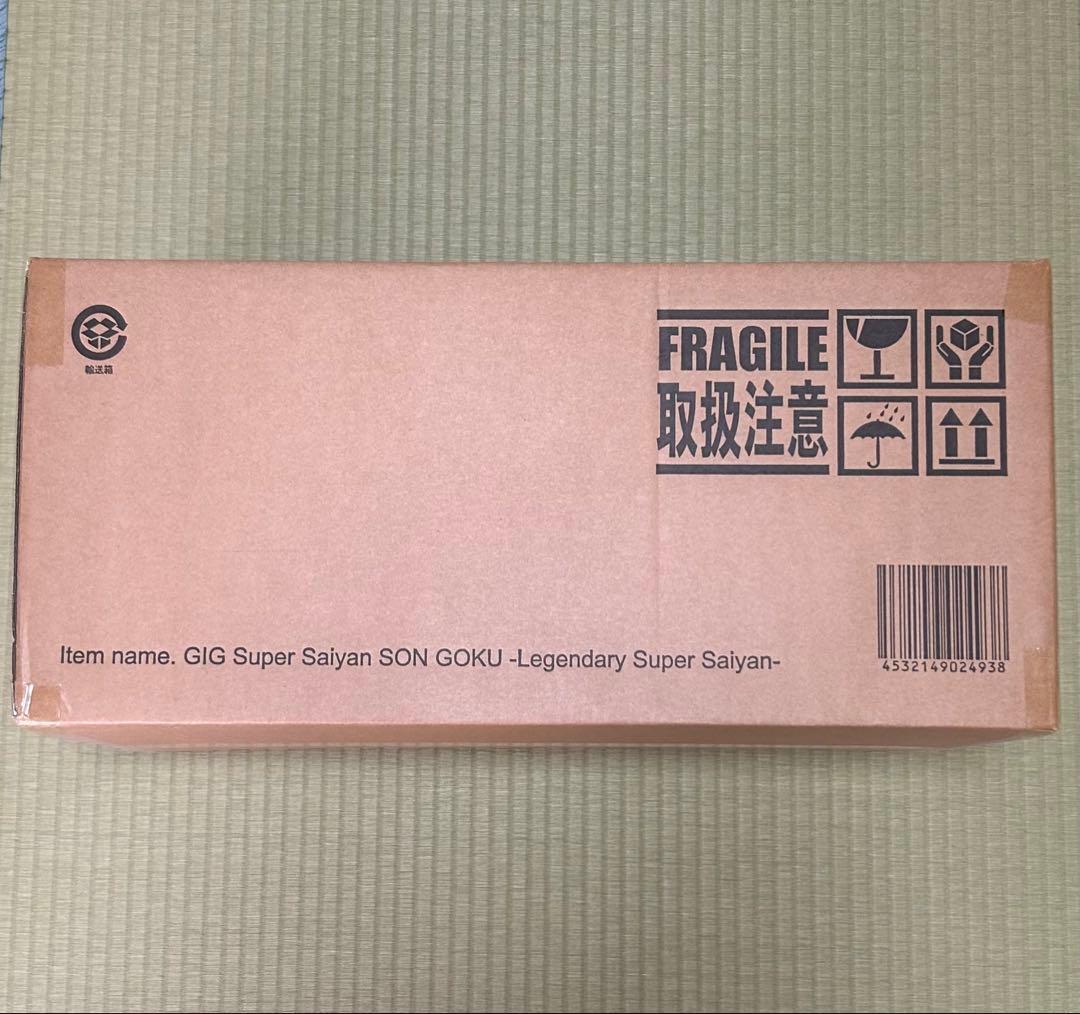 輸送箱
FRAGILE
取扱注意
4532149024938
Item name. GIG Super Saiyan SON GOKU -Legendary Super Saiyan-